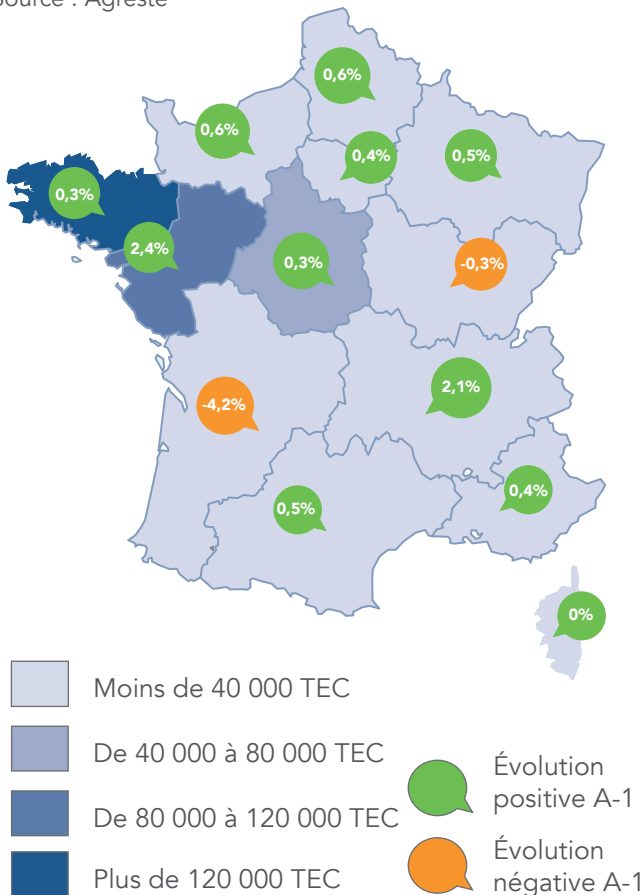 Source : Agreste
0,6%
0,6%
0,4%
0,5%
0,3%
2,4%
0,3%
-0,3%
2,1%
-4,2%
0,4%
0,5%
0%
Moins de 40 000 TEC
De 40 000 à 80 000 TEC
De 80 000 à 120 000 TEC
Plus de 120 000 TEC
Évolution
positive A-1
Évolution
négative A-1